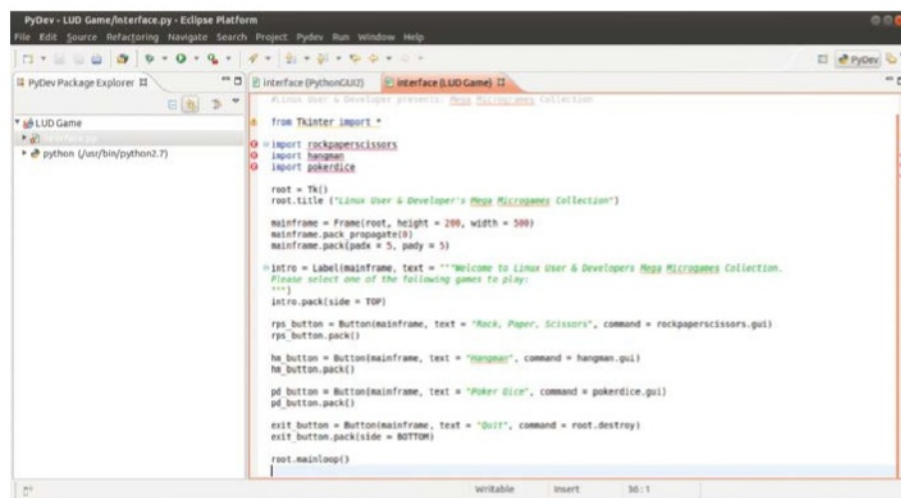 PyDev - LUD Game/interface.py - Eclipse Platform
File Edit Source Refactoring Navigate Search Project Pydev Run Window Help
PyDev
PyDev Package Explorer
interface (PythonGUI2)
interface (LUD Game)
LUD Game
interface.py
python (/usr/bin/python2.7)
#Linux User & Developer presents: Mega Microgames Collection
from Tkinter import *
import rockpaperscissors
import hangman
import pokerdice
root = Tk()
root.title ("Linux User & Developer's Mega Microgames Collection")
mainframe = Frame(root, height = 200, width = 500)
mainframe.pack_propagate(0)
mainframe.pack(padx = 5, pady = 5)
intro = Label(mainframe, text = """Welcome to Linux User & Developers Mega Microgames Collection.
Please select one of the following games to play:
""")
intro.pack(side = TOP)
rps_button = Button(mainframe, text = "Rock, Paper, Scissors", command = rockpaperscissors.gui)
rps_button.pack()
hm_button = Button(mainframe, text = "Hangman", command = hangman.gui)
hm_button.pack()
pd_button = Button(mainframe, text = "Poker Dice", command = pokerdice.gui)
pd_button.pack()
exit_button = Button(mainframe, text = "Quit", command = root.destroy)
exit_button.pack(side = BOTTOM)
root.mainloop()
Writable
Insert
36 : 1